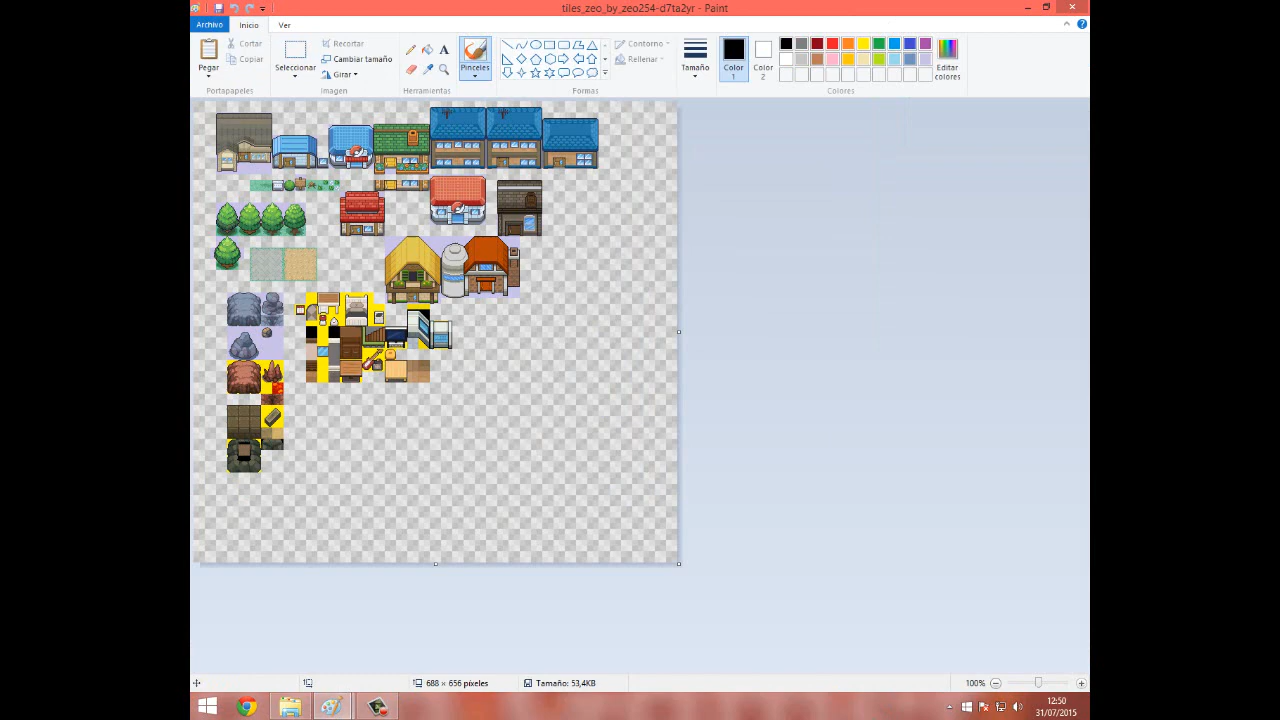 tiles_zeo_by_zeo254-d7ta2yr - Paint
Archivo Inicio Ver
Pegar
Cortar
Copiar
Portapapeles
Seleccionar
Recortar
Cambiar tamaño
Girar
Imagen
A
Herramientas
Pinceles
Contorno
Rellenar
Formas
Tamaño
Color 1
Color 2
Editar colores
Colores
688 × 656 píxeles
Tamaño: 53,4KB
100%
12:50
31/07/2015